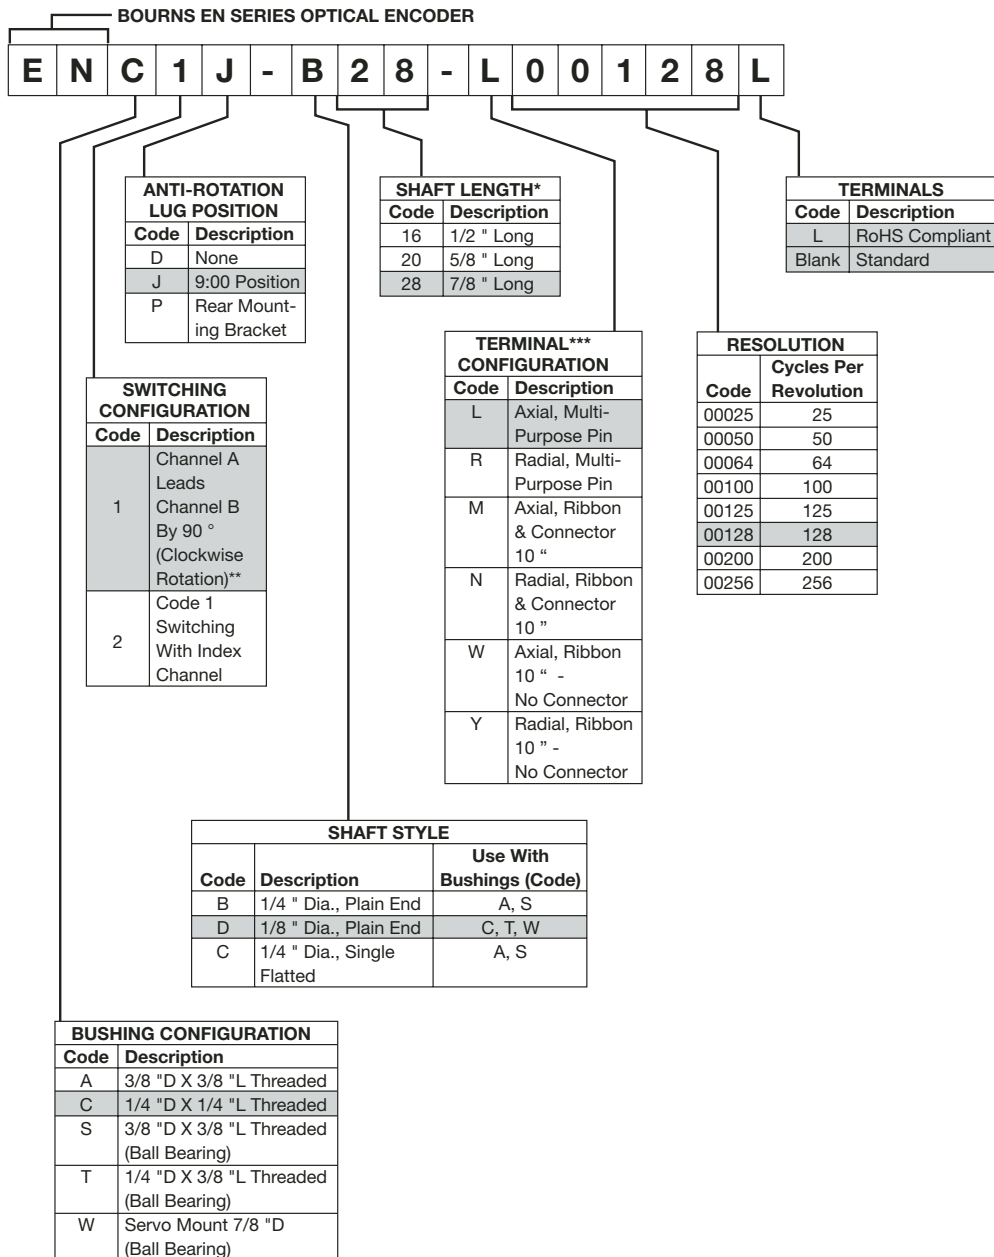 BOURNS EN SERIES OPTICAL ENCODER
E N C 1 J - B 2 8 - L 0 0 1 2 8 L
ANTI-ROTATION
LUG POSITION
Code Description
D None
J 9:00 Position
P Rear Mount-
ing Bracket
SHAFT LENGTH*
Code Description
16 1/2 " Long
20 5/8 " Long
28 7/8 " Long
TERMINALS
Code Description
L RoHS Compliant
Blank Standard
SWITCHING
CONFIGURATION
Code Description
Channel A
Leads
1 Channel B
By 90 °
(Clockwise
Rotation)**
Code 1
Switching
2 With Index
Channel
TERMINAL***
CONFIGURATION
Code Description
L Axial, Multi-
Purpose Pin
R Radial, Multi-
Purpose Pin
M Axial, Ribbon
& Connector
10 “
N Radial, Ribbon
& Connector
10 ”
W Axial, Ribbon
10 “ -
No Connector
Y Radial, Ribbon
10 ” -
No Connector
RESOLUTION
Cycles Per
Code Revolution
00025 25
00050 50
00064 64
00100 100
00125 125
00128 128
00200 200
00256 256
SHAFT STYLE
Use With
Code Description Bushings (Code)
B 1/4 " Dia., Plain End A, S
D 1/8 " Dia., Plain End C, T, W
C 1/4 " Dia., Single A, S
Flatted
BUSHING CONFIGURATION
Code Description
A 3/8 "D X 3/8 "L Threaded
C 1/4 "D X 1/4 "L Threaded
S 3/8 "D X 3/8 "L Threaded
(Ball Bearing)
T 1/4 "D X 3/8 "L Threaded
(Ball Bearing)
W Servo Mount 7/8 "D
(Ball Bearing)